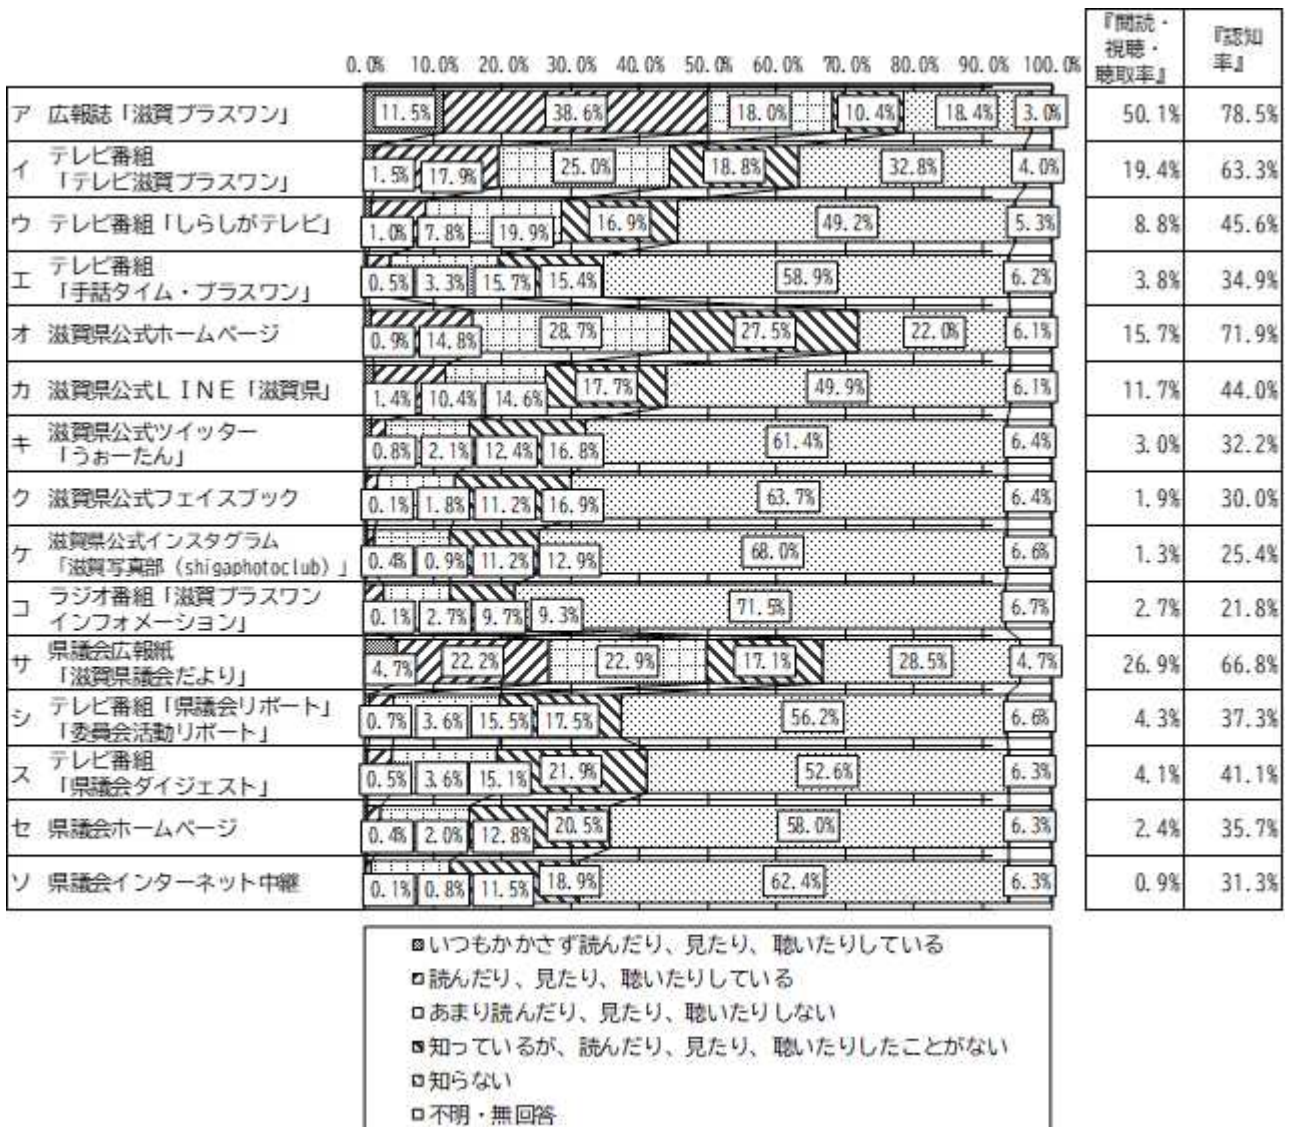 『閲読・
視聴・
聴取率』
『認知
率』
0.0% 10.0% 20.0% 30.0% 40.0% 50.0% 60.0% 70.0% 80.0% 90.0% 100.0%
ア 広報誌「滋賀プラスワン」 11.5% 38.6% 18.0% 10.4% 18.4% 3.0% 50.1% 78.5%
イ テレビ番組
「テレビ滋賀プラスワン」 1.5% 17.9% 25.0% 18.8% 32.8% 4.0% 19.4% 63.3%
ウ テレビ番組「しらしがテレビ」 1.0% 7.8% 19.9% 16.9% 49.2% 5.3% 8.8% 45.6%
エ テレビ番組
「手話タイム・プラスワン」 0.5% 3.3% 15.7% 15.4% 58.9% 6.2% 3.8% 34.9%
オ 滋賀県公式ホームページ 0.9% 14.8% 28.7% 27.5% 22.0% 6.1% 15.7% 71.9%
カ 滋賀県公式LINE「滋賀県」 1.4% 10.4% 14.6% 17.7% 49.9% 6.1% 11.7% 44.0%
キ 滋賀県公式ツイッター
「うぉーたん」 0.8% 2.1% 12.4% 16.8% 61.4% 6.4% 3.0% 32.2%
ク 滋賀県公式フェイスブック 0.1% 1.8% 11.2% 16.9% 63.7% 6.4% 1.9% 30.0%
ケ 滋賀県公式インスタグラム
「滋賀写真部（shigaphotoclub）」 0.4% 0.9% 11.2% 12.9% 68.0% 6.6% 1.3% 25.4%
コ ラジオ番組「滋賀プラスワン
インフォメーション」 0.1% 2.7% 9.7% 9.3% 71.5% 6.7% 2.7% 21.8%
サ 県議会広報紙
「滋賀県議会だより」 4.7% 22.2% 22.9% 17.1% 28.5% 4.7% 26.9% 66.8%
シ テレビ番組「県議会リポート」
「委員会活動リポート」 0.7% 3.6% 15.5% 17.5% 56.2% 6.6% 4.3% 37.3%
ス テレビ番組
「県議会ダイジェスト」 0.5% 3.6% 15.1% 21.9% 52.6% 6.3% 4.1% 41.1%
セ 県議会ホームページ 0.4% 2.0% 12.8% 20.5% 58.0% 6.3% 2.4% 35.7%
ソ 県議会インターネット中継 0.1% 0.8% 11.5% 18.9% 62.4% 6.3% 0.9% 31.3%
いつもかかさず読んだり、見たり、聴いたりしている
読んだり、見たり、聴いたりしている
あまり読んだり、見たり、聴いたりしない
知っているが、読んだり、見たり、聴いたりしたことがない
知らない
不明・無回答